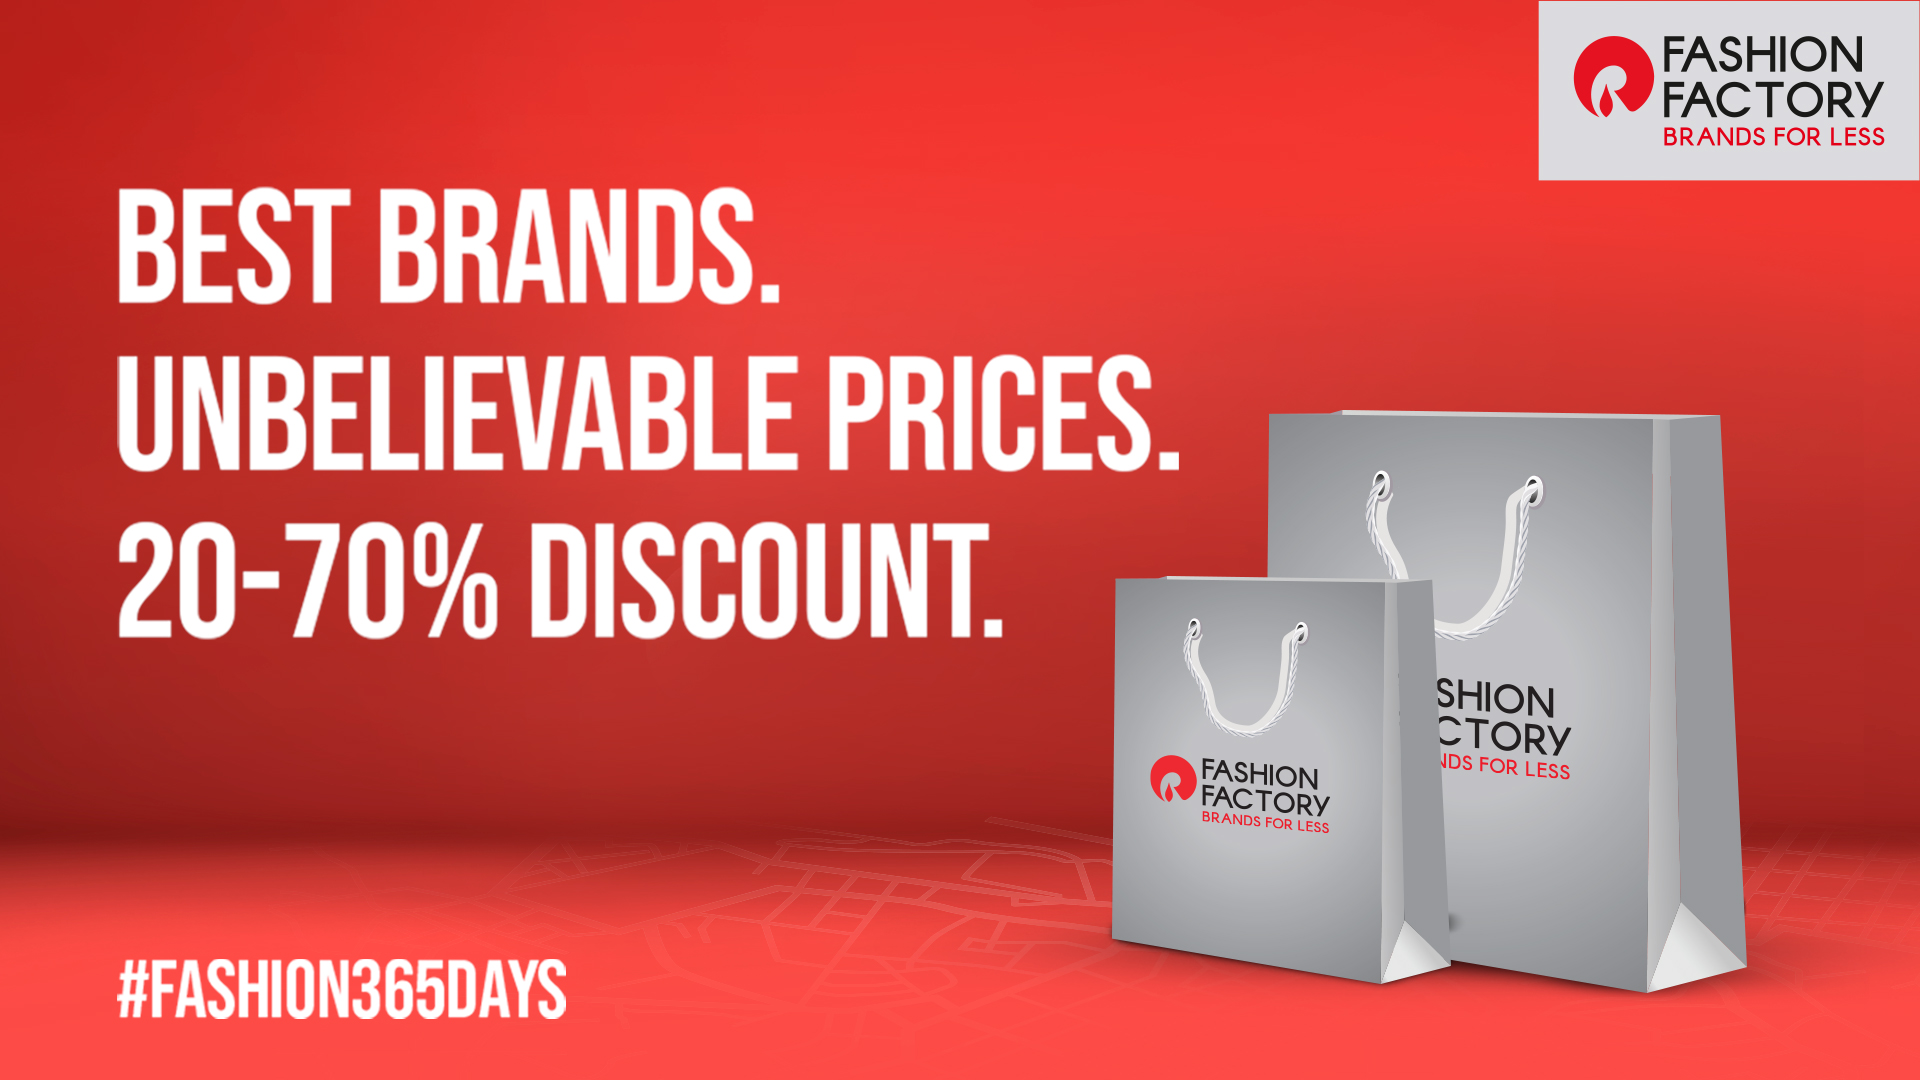 FASHION
FACTORY
BRANDS FOR LESS
BEST BRANDS.
UNBELIEVABLE PRICES.
20-70% DISCOUNT.
SHION
CTORY
NDS FOR LESS
FASHION
FACTORY
BRANDS FOR LESS
#FASHION365DAYS